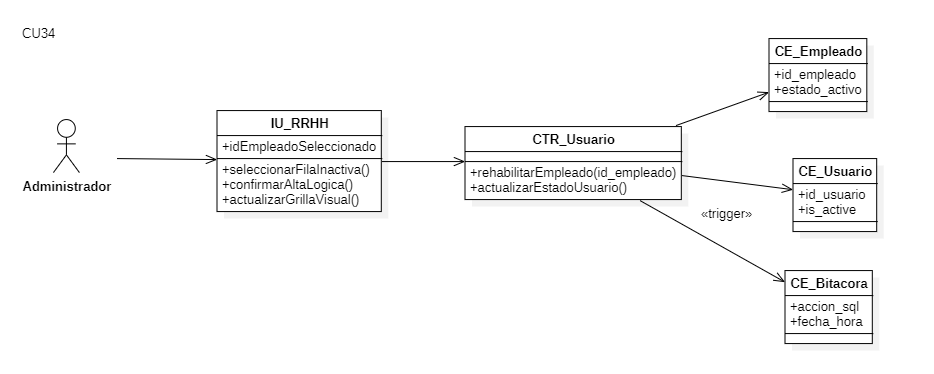 CU34
Administrador
IU_RRHH
+idEmpleadoSeleccionado
+seleccionarFilaInactiva()
+confirmarAltaLogica()
+actualizarGrillaVisual()
CTR_Usuario
+rehabilitarEmpleado(id_empleado)
+actualizarEstadoUsuario()
CE_Empleado
+id_empleado
+estado_activo
CE_Usuario
+id_usuario
+is_active
«trigger»
CE_Bitacora
+accion_sql
+fecha_hora